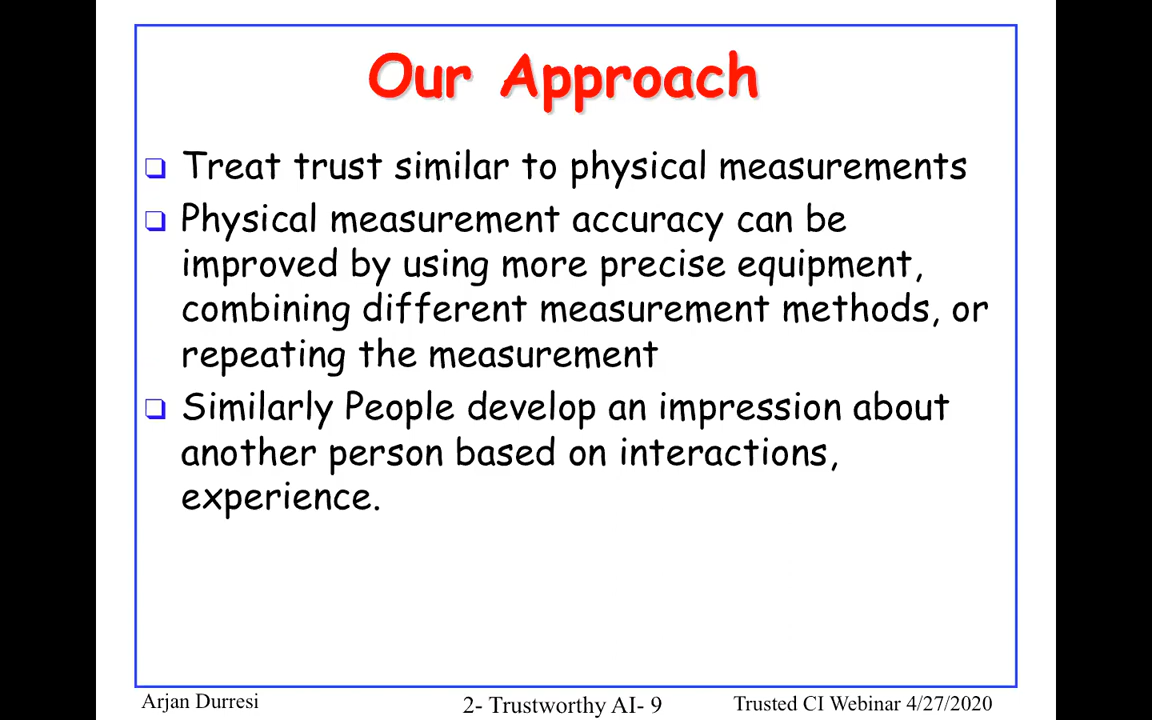 Our Approach
Treat trust similar to physical measurements
Physical measurement accuracy can be
improved by using more precise equipment,
combining different measurement methods, or
repeating the measurement
Similarly People develop an impression about
another person based on interactions,
experience.
Arjan Durresi
2- Trustworthy AI- 9
Trusted CI Webinar 4/27/2020